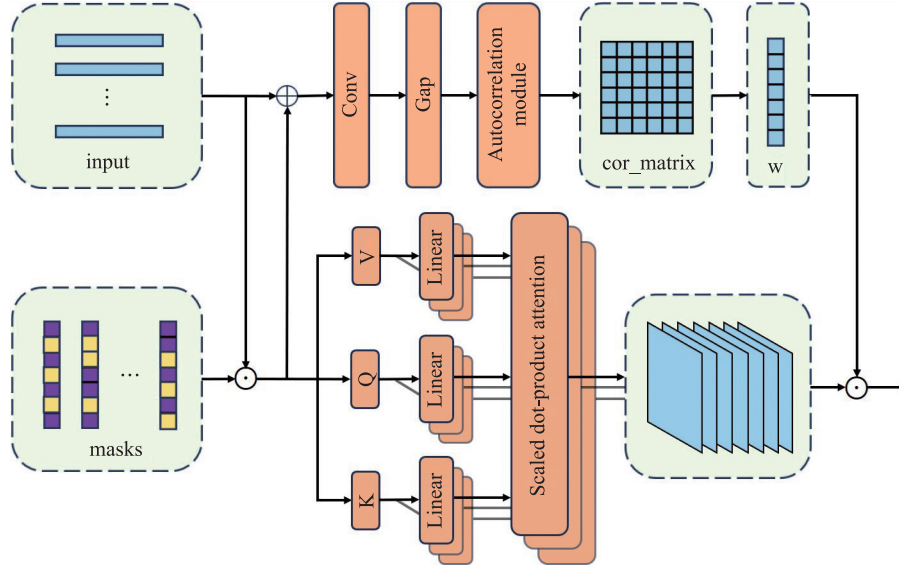 input
Conv
Gap
Autocorrelation
module
cor_matrix
w
masks
...
V
Linear
Q
Linear
K
Linear
Scaled dot-product attention